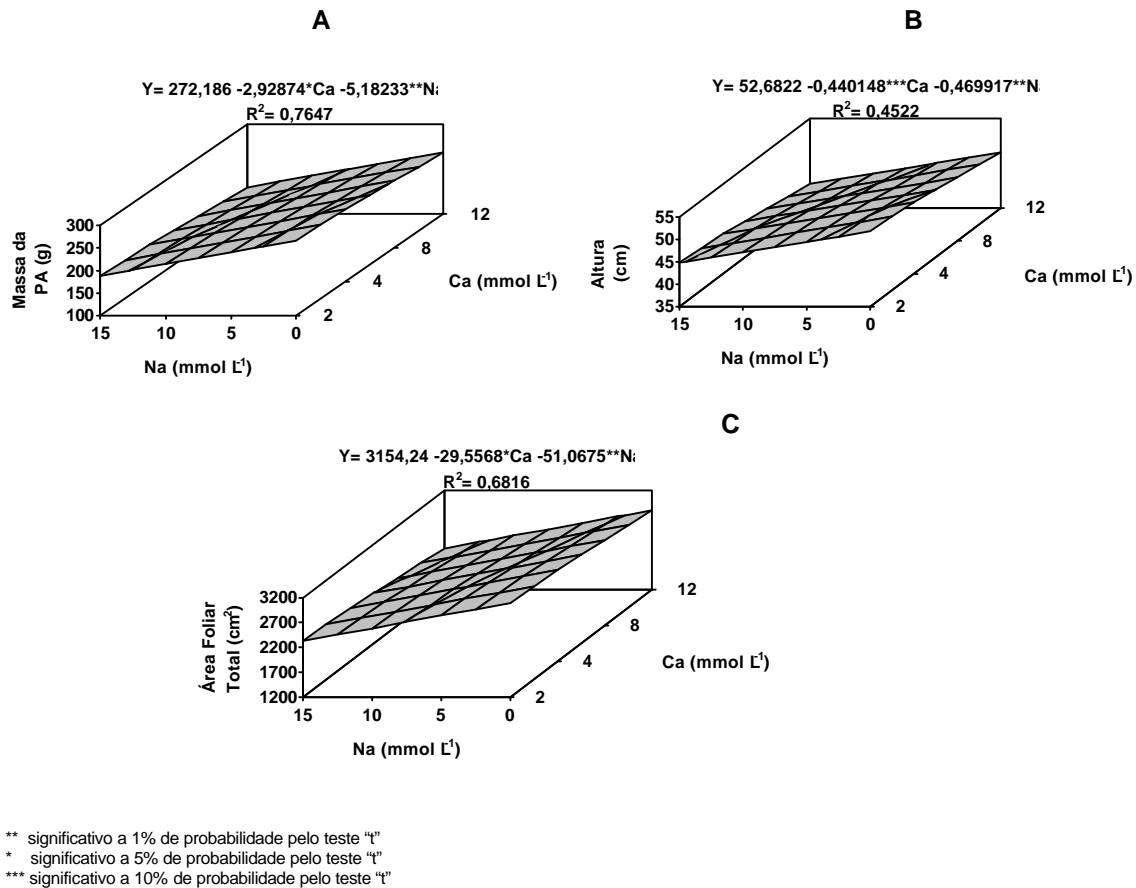 A
Y= 272,186 -2,92874*Ca -5,18233**Na
R²= 0,7647
Massa da
PA (g)
300
250
200
150
100
15
10
5
0
2
4
8
12
Na (mmol L⁻¹)
Ca (mmol L⁻¹)
B
Y= 52,6822 -0,440148***Ca -0,469917**Na
R²= 0,4522
Altura
(cm)
55
50
45
40
35
15
10
5
0
2
4
8
12
Na (mmol L⁻¹)
Ca (mmol L⁻¹)
C
Y= 3154,24 -29,5568*Ca -51,0675**Na
R²= 0,6816
Área Foliar
Total (cm²)
3200
2700
2200
1700
1200
15
10
5
0
2
4
8
12
Na (mmol L⁻¹)
Ca (mmol L⁻¹)
** significativo a 1% de probabilidade pelo teste “t”
* significativo a 5% de probabilidade pelo teste “t”
*** significativo a 10% de probabilidade pelo teste “t”